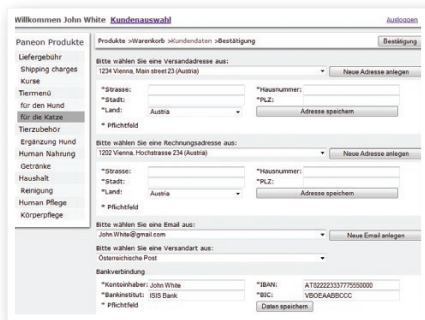 Willkommen John White Kundenauswahl
Ausloggen
Paneon Produkte
Liefergebühr
Shipping charges
Kurse
Tiermenü
für den Hund
für die Katze
Tierzubehör
Ergänzung Hund
Human Nahrung
Getränke
Haushalt
Reinigung
Human Pflege
Körperpflege
Produkte >Warenkorb >Kundendaten >Bestätigung
Bestätigung
Bitte wählen Sie eine Versandadresse aus:
1234 Vienna, Main street 23 (Austria)
Neue Adresse anlegen
*Strasse: *Hausnummer:
*Stadt: *PLZ:
*Land: Austria Adresse speichern
* Pflichtfeld
Bitte wählen Sie eine Rechnungsadresse aus:
1202 Vienna, Hochstrasse 234 (Austria)
Neue Adresse anlegen
*Strasse: *Hausnummer:
*Stadt: *PLZ:
*Land: Austria Adresse speichern
* Pflichtfeld
Bitte wählen Sie eine Email aus:
John.White@gmail.com
Neue Email anlegen
Bitte wählen Sie eine Versandart aus:
Österreichische Post
Bankverbindung
*Kontoinhaber: John White *IBAN: AT522223337775550000
*Bankinstitut: ISIS Bank *BIC: VBOEAABBCCC
* Pflichtfeld Daten speichern